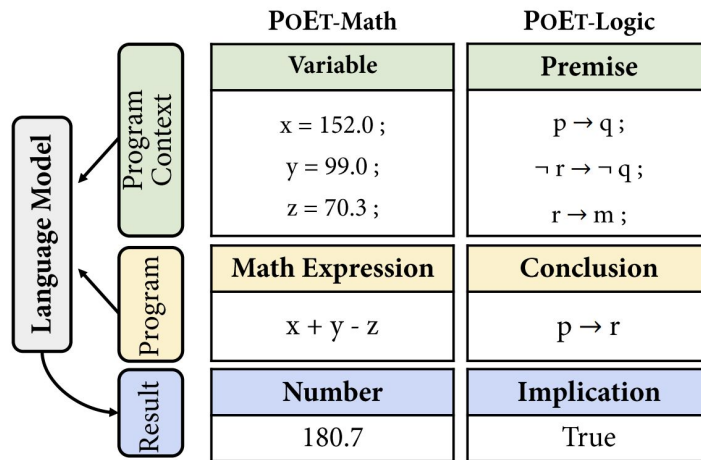 POET-Math
POET-Logic
Language Model
Program Context
Variable
Premise
x = 152.0 ;
y = 99.0 ;
z = 70.3 ;
p → q ;
¬ r → ¬ q ;
r → m ;
Program
Math Expression
Conclusion
x + y - z
p → r
Result
Number
Implication
180.7
True